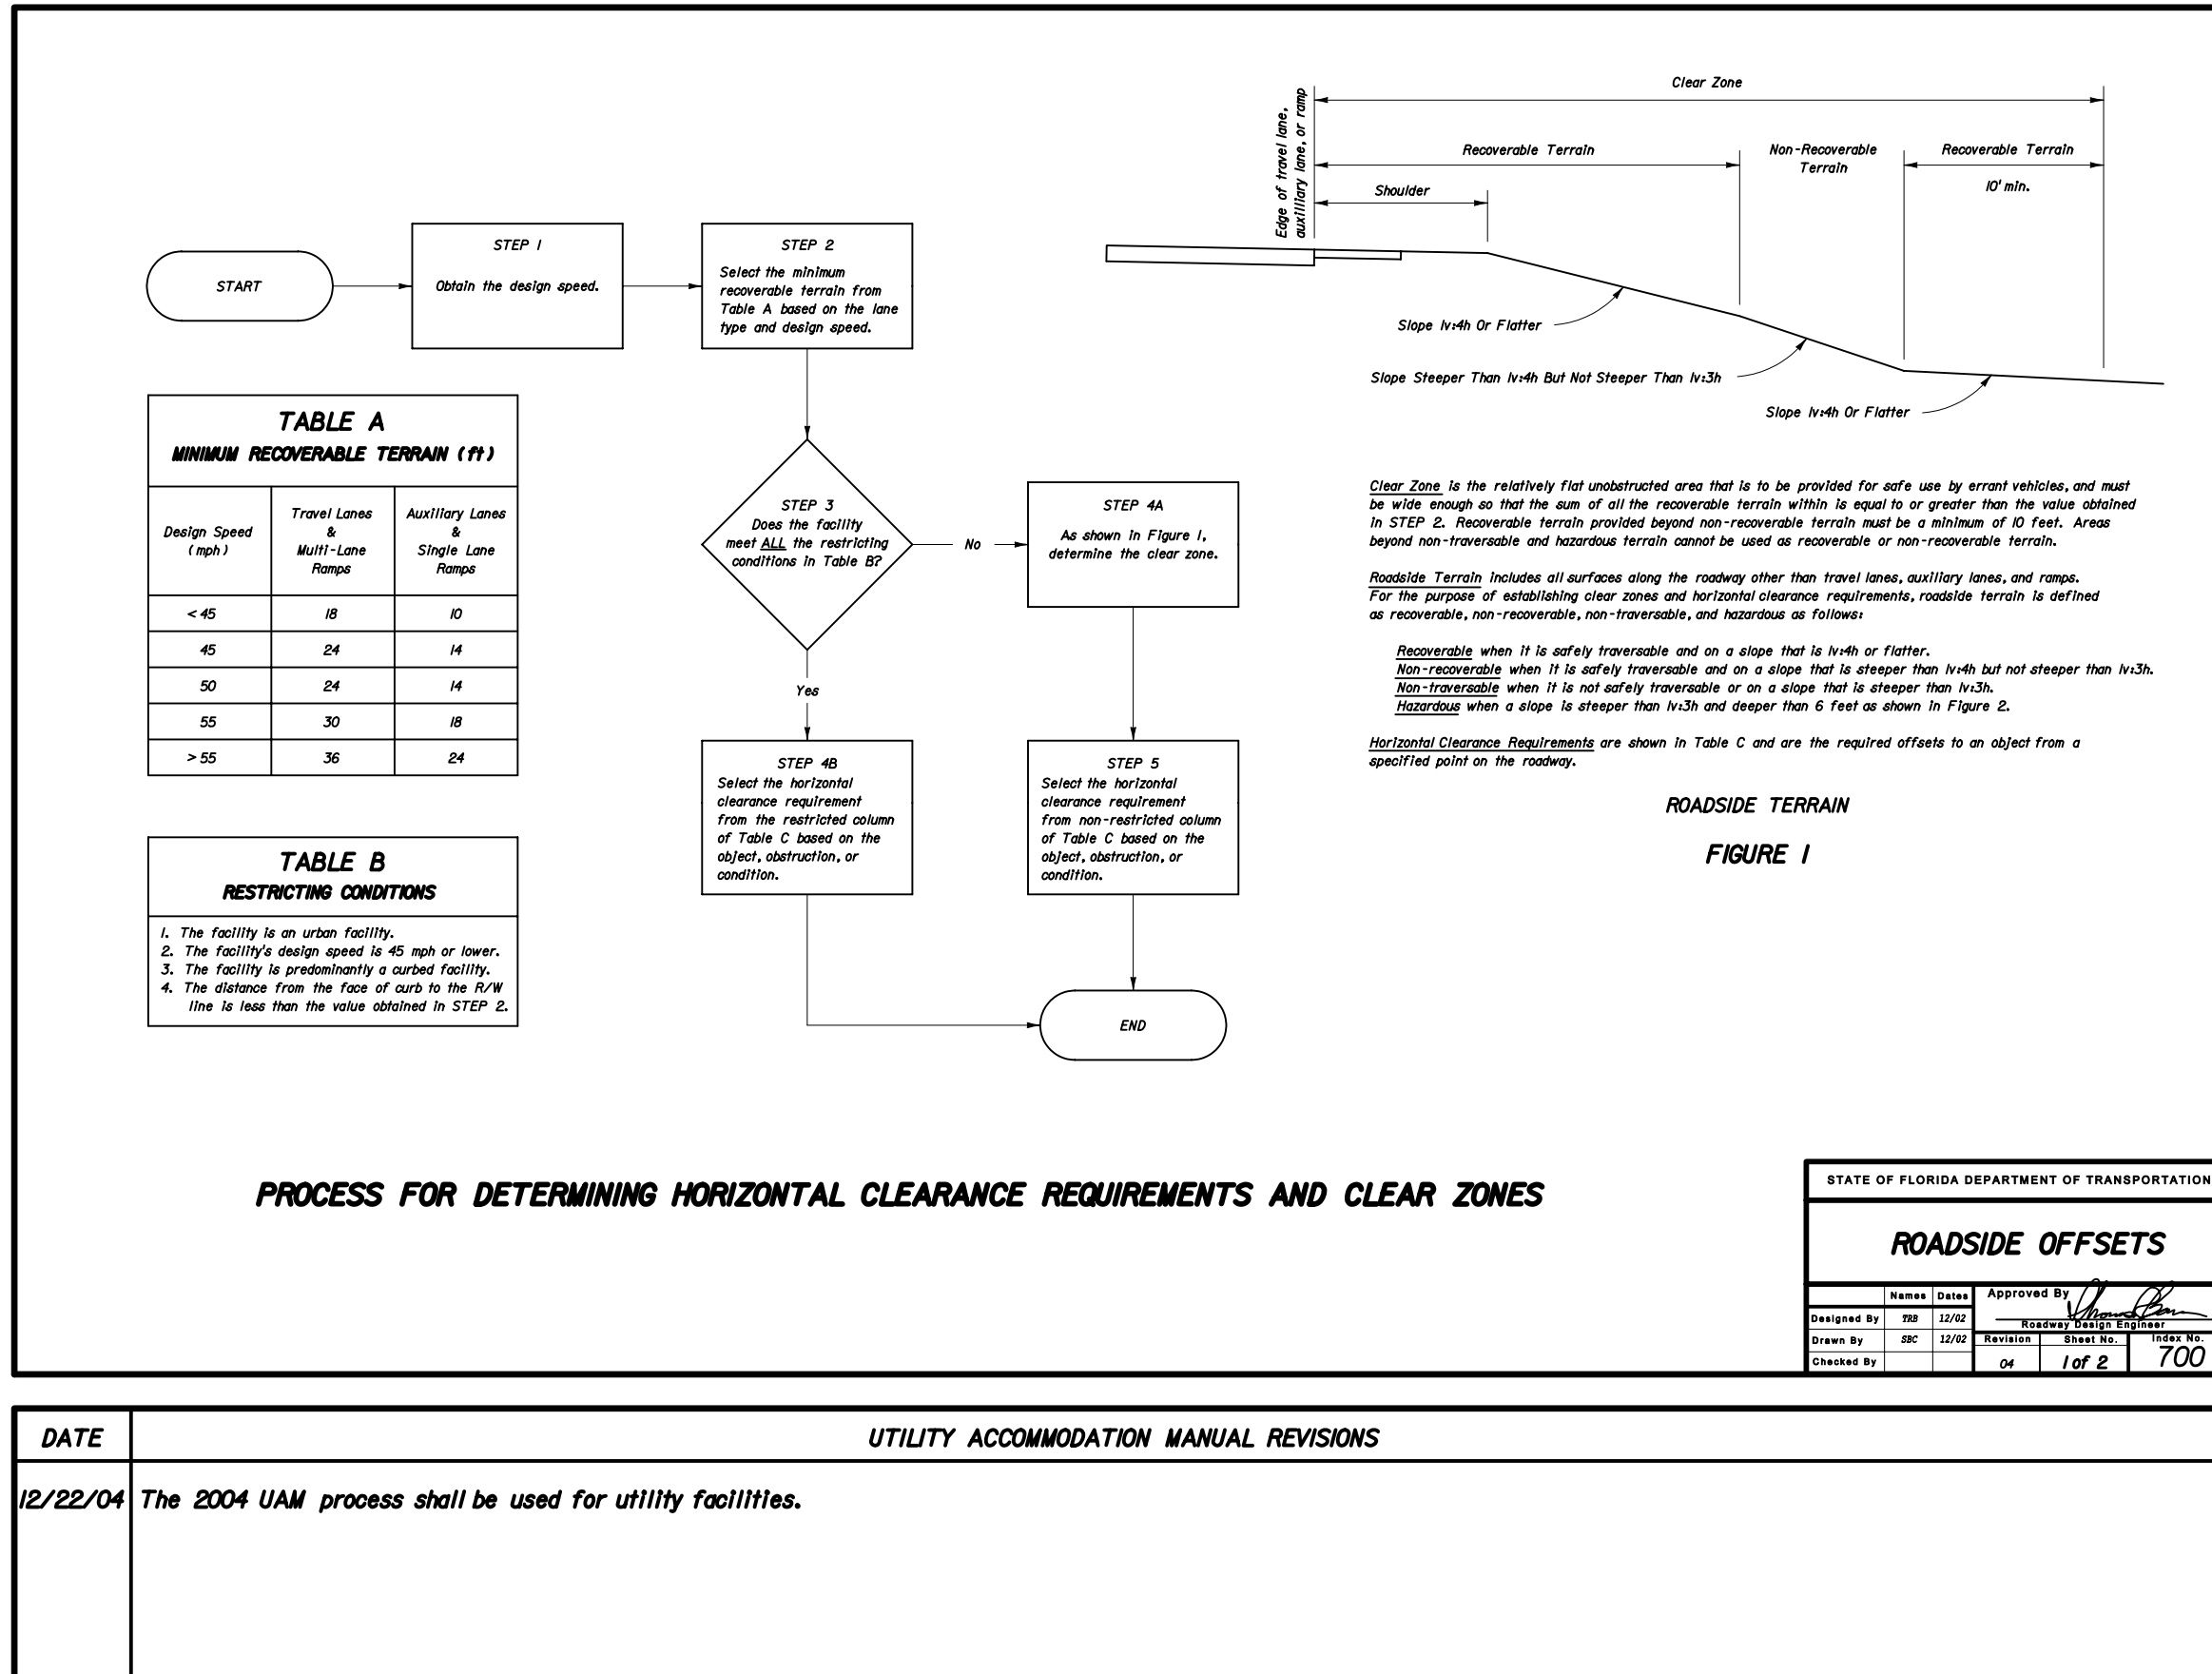 START
STEP 1
Obtain the design speed.
STEP 2
Select the minimum
recoverable terrain from
Table A based on the lane
type and design speed.
TABLE A
MINIMUM RECOVERABLE TERRAIN (ft)
Design Speed
(mph)
Travel Lanes
&
Multi-Lane
Ramps
Auxiliary Lanes
&
Single Lane
Ramps
< 45 18 10
45 24 14
50 24 14
55 30 18
> 55 36 24
TABLE B
RESTRICTING CONDITIONS
1. The facility is an urban facility.
2. The facility's design speed is 45 mph or lower.
3. The facility is predominantly a curbed facility.
4. The distance from the face of curb to the R/W
line is less than the value obtained in STEP 2.
STEP 3
Does the facility
meet ALL the restricting
conditions in Table B?
No
Yes
STEP 4A
As shown in Figure 1,
determine the clear zone.
STEP 4B
Select the horizontal
clearance requirement
from the restricted column
of Table C based on the
object, obstruction, or
condition.
STEP 5
Select the horizontal
clearance requirement
from non-restricted column
of Table C based on the
object, obstruction, or
condition.
END
Clear Zone
Edge of travel lane,
auxilliary lane, or ramp
Recoverable Terrain
Non-Recoverable
Terrain
Recoverable Terrain
10' min.
Shoulder
Slope 1v:4h Or Flatter
Slope Steeper Than 1v:4h But Not Steeper Than 1v:3h
Slope 1v:4h Or Flatter
Clear Zone is the relatively flat unobstructed area that is to be provided for safe use by errant vehicles, and must
be wide enough so that the sum of all the recoverable terrain within is equal to or greater than the value obtained
in STEP 2. Recoverable terrain provided beyond non-recoverable terrain must be a minimum of 10 feet. Areas
beyond non-traversable and hazardous terrain cannot be used as recoverable or non-recoverable terrain.
Roadside Terrain includes all surfaces along the roadway other than travel lanes, auxiliary lanes, and ramps.
For the purpose of establishing clear zones and horizontal clearance requirements, roadside terrain is defined
as recoverable, non-recoverable, non-traversable, and hazardous as follows:
Recoverable when it is safely traversable and on a slope that is 1v:4h or flatter.
Non-recoverable when it is safely traversable and on a slope that is steeper than 1v:4h but not steeper than 1v:3h.
Non-traversable when it is not safely traversable or on a slope that is steeper than 1v:3h.
Hazardous when a slope is steeper than 1v:3h and deeper than 6 feet as shown in Figure 2.
Horizontal Clearance Requirements are shown in Table C and are the required offsets to an object from a
specified point on the roadway.
ROADSIDE TERRAIN
FIGURE 1
PROCESS FOR DETERMINING HORIZONTAL CLEARANCE REQUIREMENTS AND CLEAR ZONES
STATE OF FLORIDA DEPARTMENT OF TRANSPORTATION
ROADSIDE OFFSETS
Names Dates
Designed By TRB 12/02
Drawn By SBC 12/02
Checked By
Approved By
Roadway Design Engineer
Revision Sheet No. Index No.
04 1 of 2 700
DATE UTILITY ACCOMMODATION MANUAL REVISIONS
12/22/04 The 2004 UAM process shall be used for utility facilities.